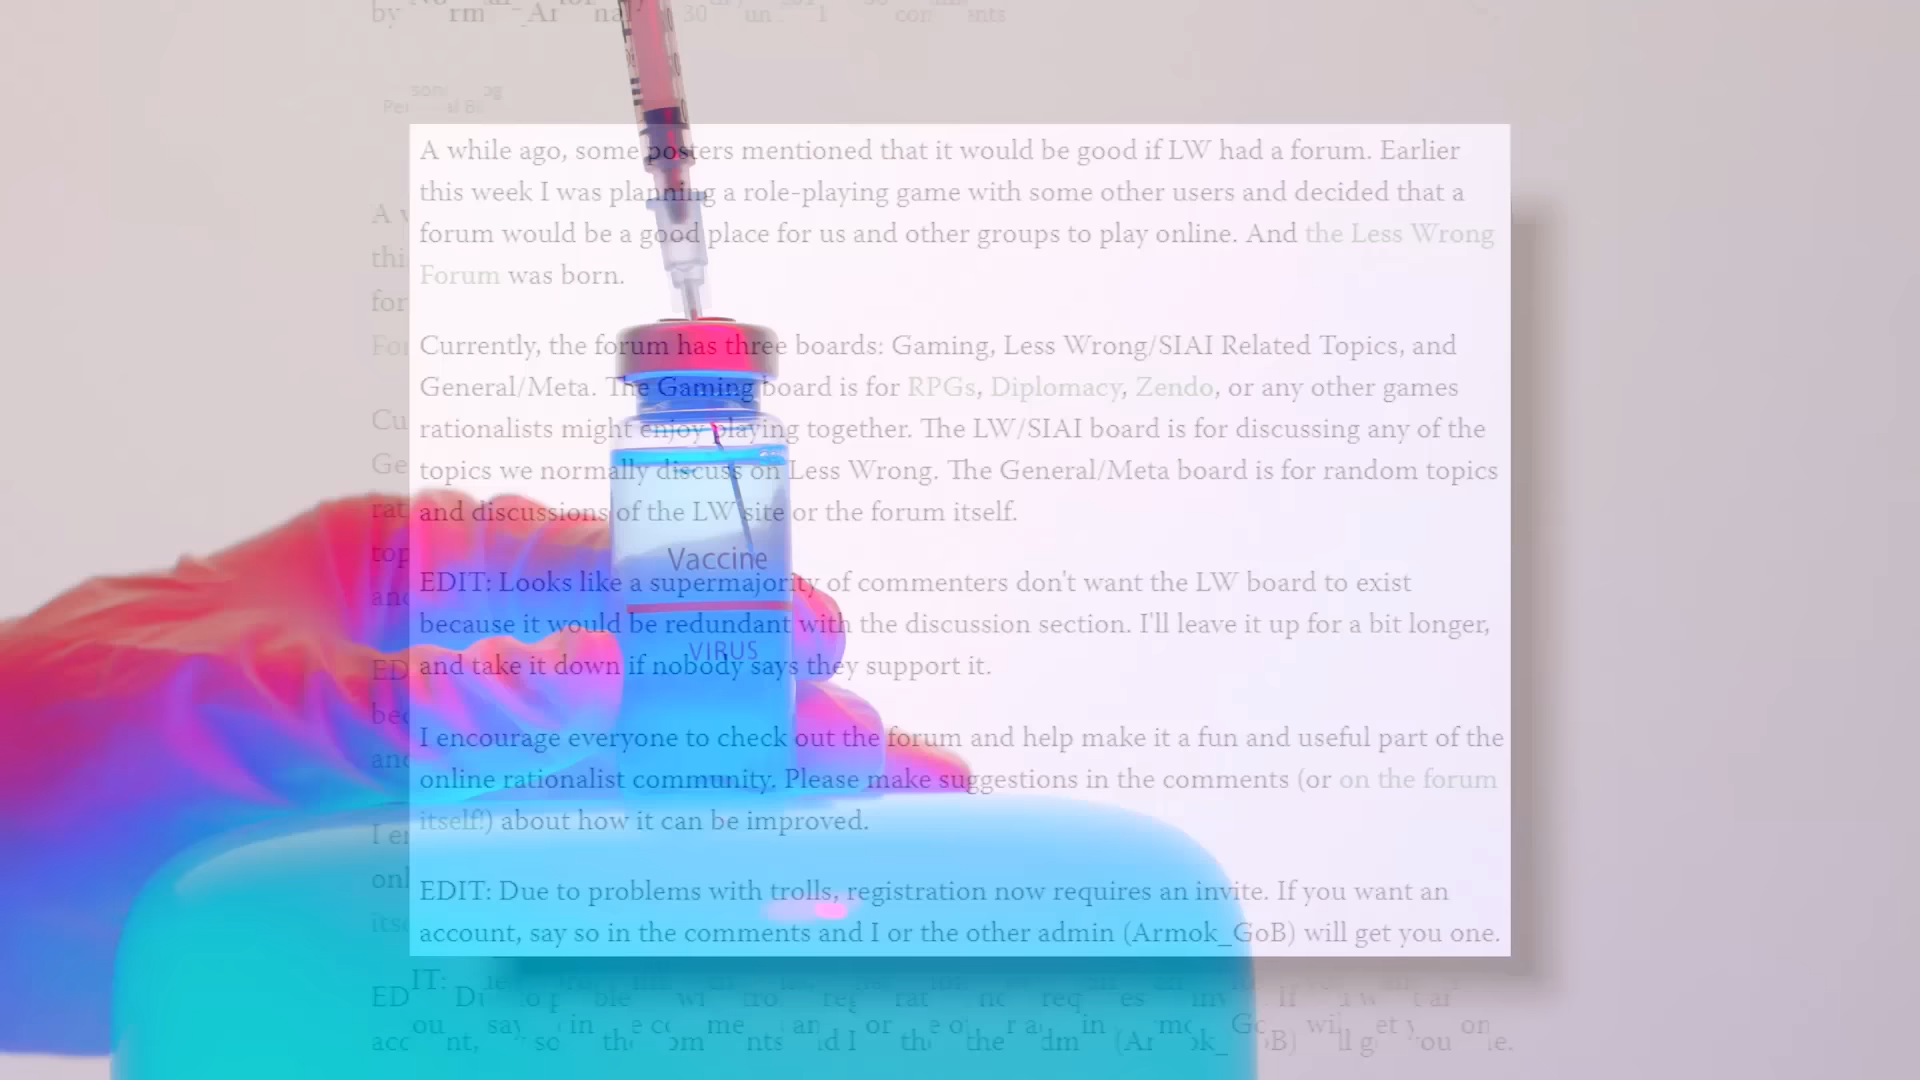 A while ago, some posters mentioned that it would be good if LW had a forum. Earlier
this week I was planning a role-playing game with some other users and decided that a
forum would be a good place for us and other groups to play online. And the Less Wrong
Forum was born.
Currently, the forum has three boards: Gaming, Less Wrong/SIAI Related Topics, and
General/Meta. The Gaming board is for RPGs, Diplomacy, Zendo, or any other games
rationalists might enjoy playing together. The LW/SIAI board is for discussing any of the
topics we normally discuss on Less Wrong. The General/Meta board is for random topics
and discussions of the LW site or the forum itself.
Vaccine
EDIT: Looks like a supermajority of commenters don't want the LW board to exist
because it would be redundant with the discussion section. I'll leave it up for a bit longer,
VIRUS
and take it down if nobody says they support it.
I encourage everyone to check out the forum and help make it a fun and useful part of the
online rationalist community. Please make suggestions in the comments (or on the forum
itself!) about how it can be improved.
EDIT: Due to problems with trolls, registration now requires an invite. If you want an
account, say so in the comments and I or the other admin (Armok_GoB) will get you one.